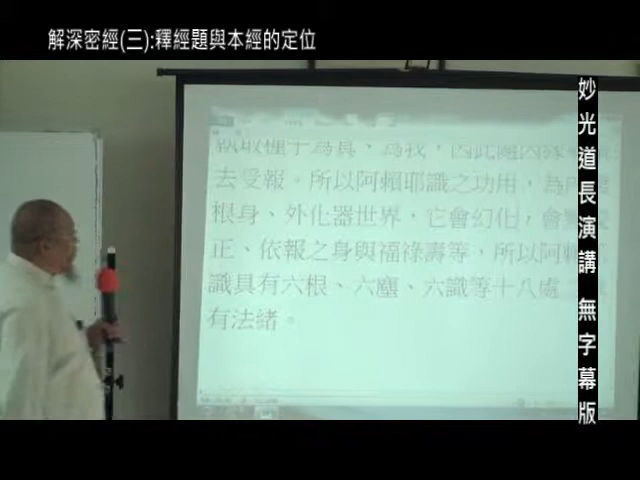 解深密經(三):釋經題與本經的定位
執取種子為具、為我，因此隨因緣
去受報。所以阿賴耶識之功用，為
根身、外化器世界，它會幻化，會
正、依報之身與福祿壽等，所以阿賴
識具有六根、六塵、六識等十八處
有法緒。
妙光道長演講 無字幕版